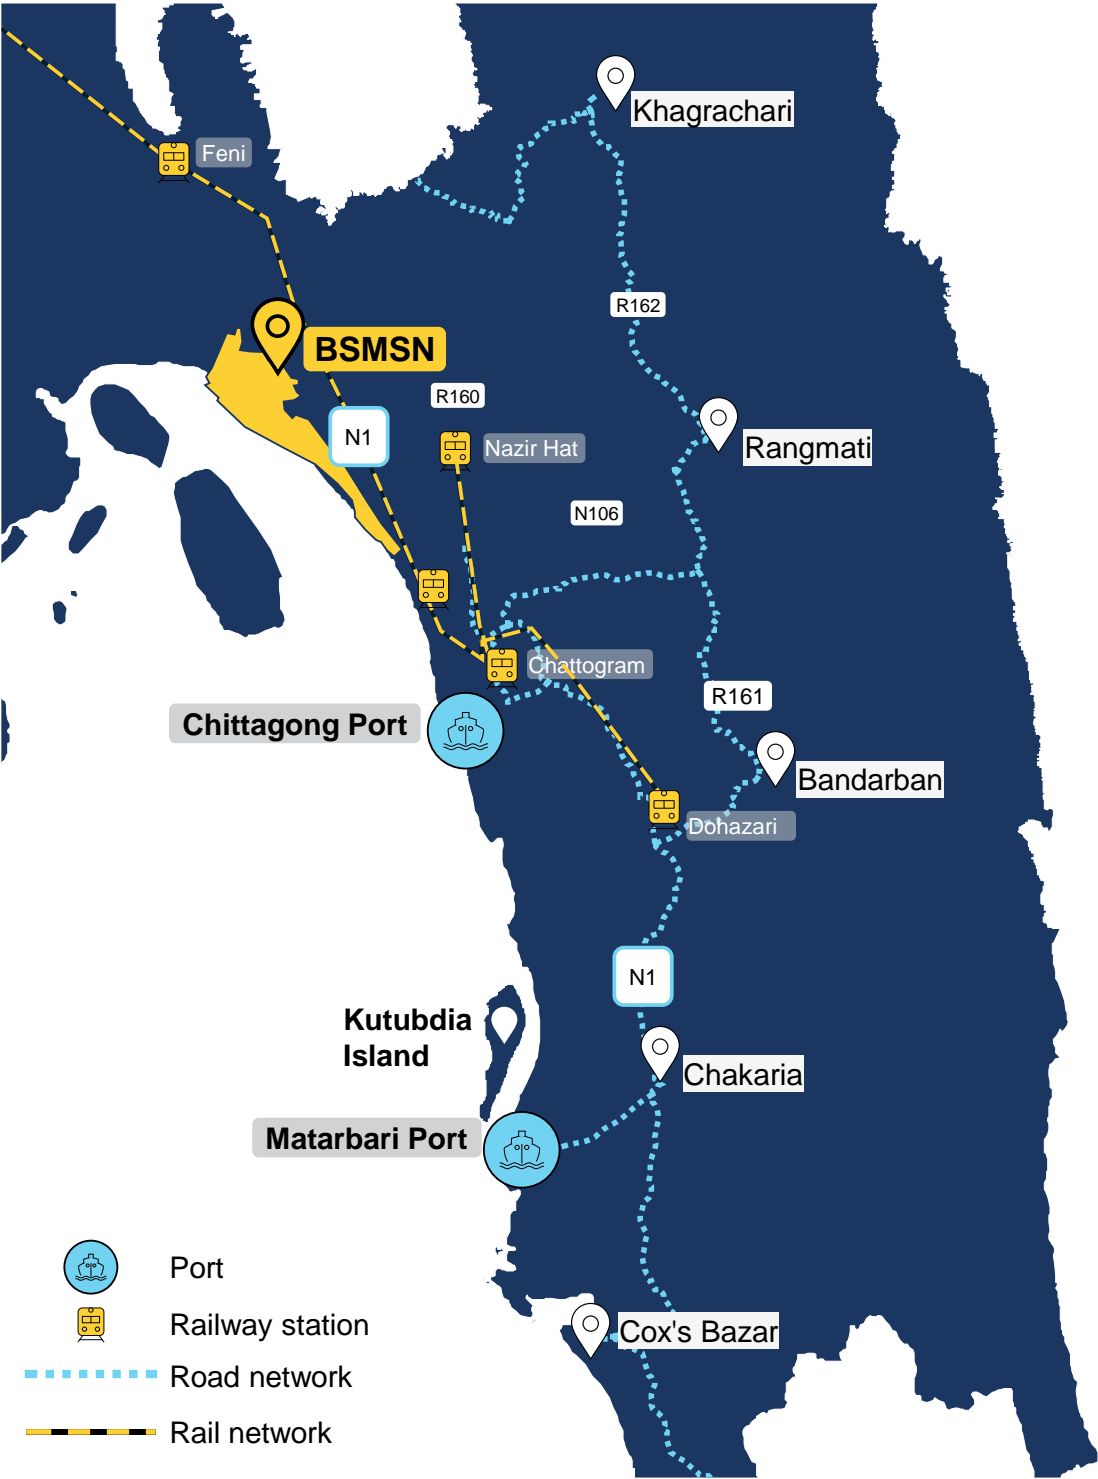 Khagrachari
Feni
R162
BSMSN
R160
N1
Nazir Hat
Rangmati
N106
Chattogram
R161
Chittagong Port
Bandarban
Dohazari
N1
Kutubdia
Island
Chakaria
Matarbari Port
Port
Railway station
Cox's Bazar
Road network
Rail network